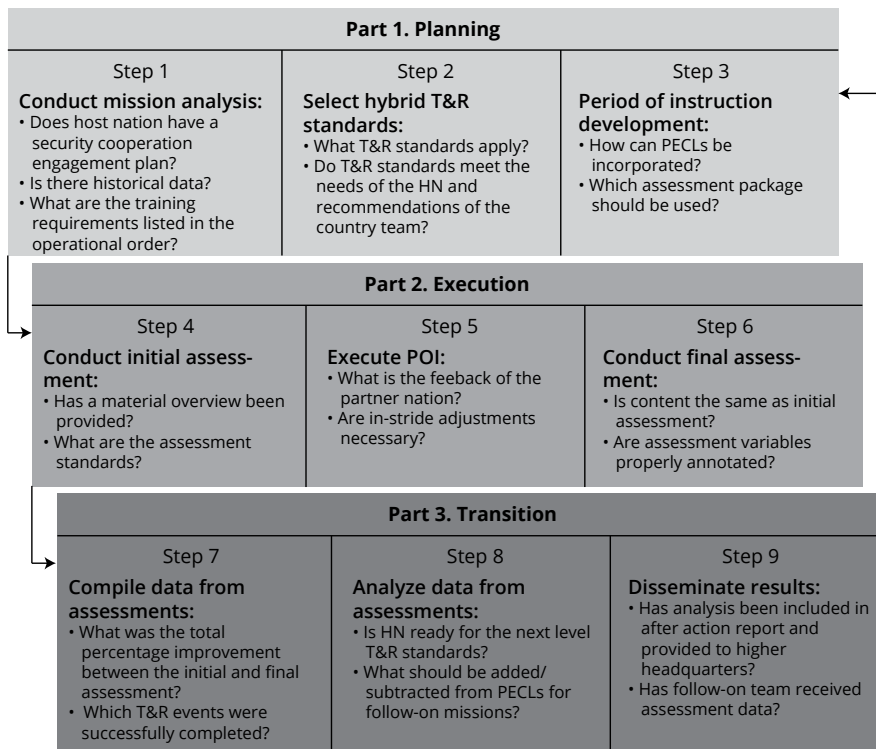 Part 1. Planning
Step 1
Conduct mission analysis:
• Does host nation have a
security cooperation
engagement plan?
• Is there historical data?
• What are the training
requirements listed in the
operational order?
Step 2
Select hybrid T&R
standards:
• What T&R standards apply?
• Do T&R standards meet the
needs of the HN and
recommendations of the
country team?
Step 3
Period of instruction
development:
• How can PECLs be
incorporated?
• Which assessment package
should be used?
Part 2. Execution
Step 4
Conduct initial assess-
ment:
• Has a material overview been
provided?
• What are the assessment
standards?
Step 5
Execute POI:
• What is the feeback of the
partner nation?
• Are in-stride adjustments
necessary?
Step 6
Conduct final assess-
ment:
• Is content the same as initial
assessment?
• Are assessment variables
properly annotated?
Part 3. Transition
Step 7
Compile data from
assessments:
• What was the total
percentage improvement
between the initial and final
assessment?
• Which T&R events were
successfully completed?
Step 8
Analyze data from
assessments:
• Is HN ready for the next level
T&R standards?
• What should be added/
subtracted from PECLs for
follow-on missions?
Step 9
Disseminate results:
• Has analysis been included in
after action report and
provided to higher
headquarters?
• Has follow-on team received
assessment data?